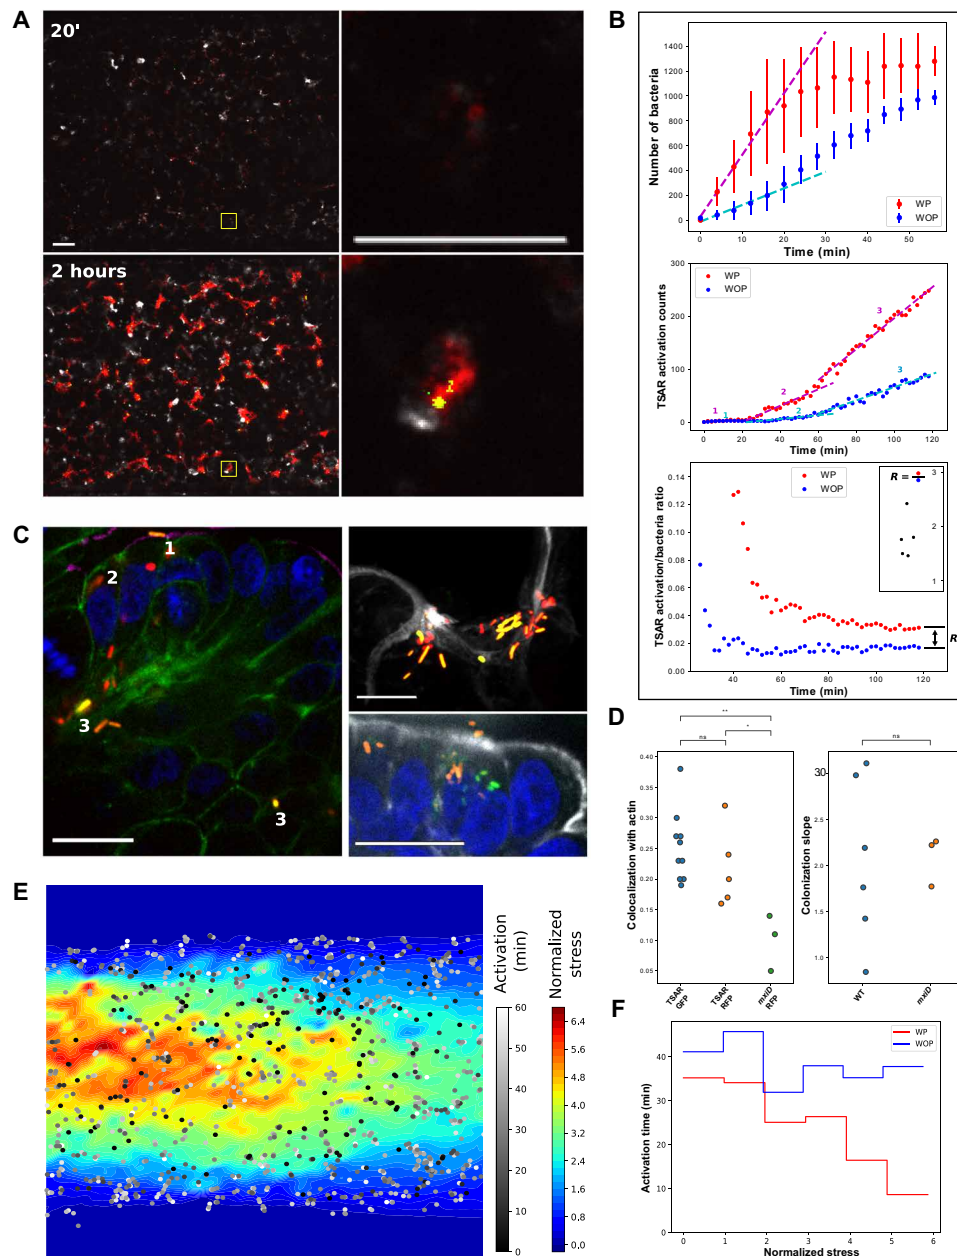 A
20'
2 hours
1
B
Number of bacteria
1400
1200
1000
800
600
400
200
0
WP
WOP
0 10 20 30 40 50
Time (min)
TSAR activation counts
300
200
100
50
0
WP
WOP
1 1 2 2 3 3
0 20 40 60 80 100 120
Time (min)
TSAR activation/bacteria ratio
0.14
0.12
0.10
0.08
0.06
0.04
0.02
0.00
WP
WOP
R =
3
2
1
R
40 60 80 100 120
Time (min)
C
1
2
3
3
D
** 
ns
*
Colocalization with actin
0.40
0.35
0.30
0.25
0.20
0.15
0.10
0.05
TSAR GFP
TSAR RFP
mxiD RFP
ns
Colonization slope
30
2.5
2.0
1.5
1.0
WT
mxiD
E
Activation (min)
60
50
40
30
20
10
0
Normalized stress
6.4
5.6
4.8
4.0
3.2
2.4
1.6
0.8
0,0
F
Activation time (min)
40
30
20
10
0
WP
WOP
0 1 2 3 4 5 6
Normalized stress